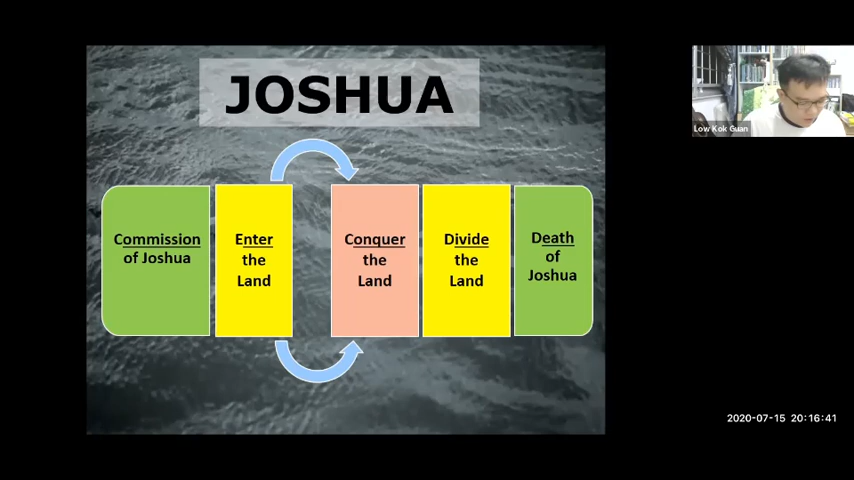 JOSHUA
Low Kok Guan
Commission
of Joshua
Enter
the
Land
Conquer
the
Land
Divide
the
Land
Death
of
Joshua
2020-07-15 20:16:41